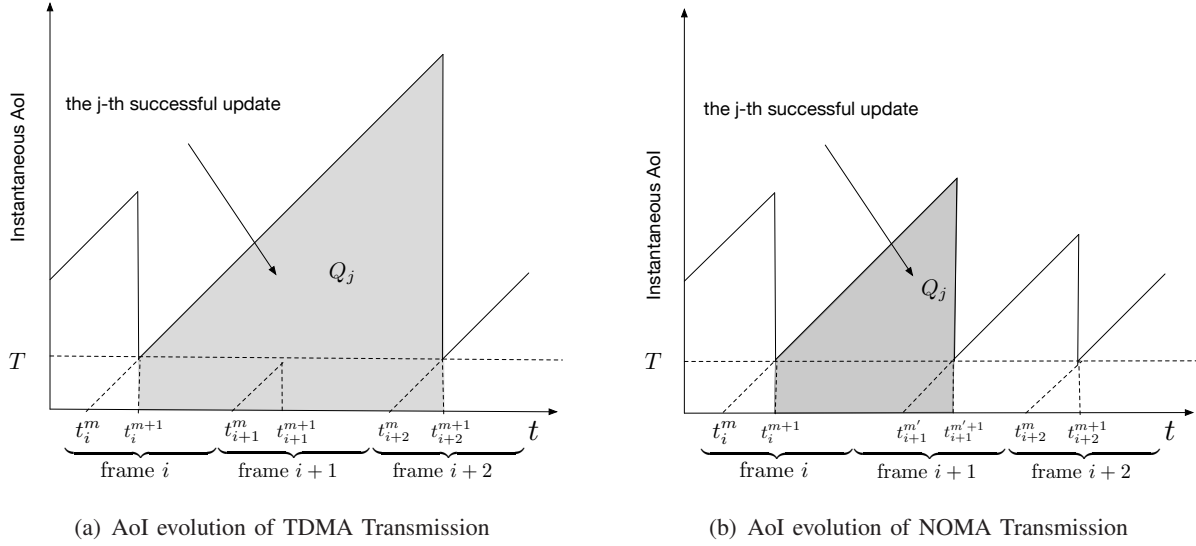 Instantaneous AoI
the j-th successful update
$Q_j$
$T$
$t_i^m$ $t_i^{m+1}$ $t_{i+1}^m$ $t_{i+1}^{m+1}$ $t_{i+2}^m$ $t_{i+2}^{m+1}$ $t$
frame $i$ frame $i+1$ frame $i+2$
(a) AoI evolution of TDMA Transmission
Instantaneous AoI
the j-th successful update
$Q_j$
$T$
$t_i^m$ $t_i^{m+1}$ $t_{i+1}^{m'}$ $t_{i+1}^{m'+1}$ $t_{i+2}^m$ $t_{i+2}^{m+1}$ $t$
frame $i$ frame $i+1$ frame $i+2$
(b) AoI evolution of NOMA Transmission